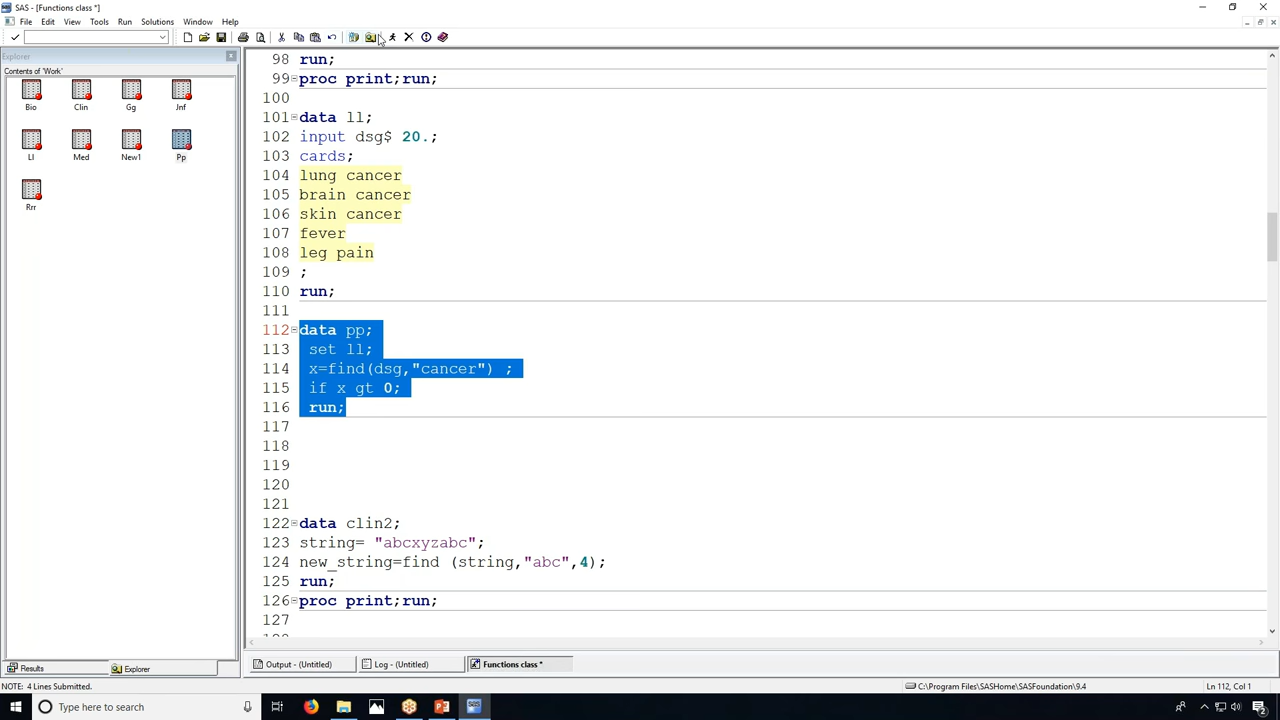 SAS - [Functions class *]
File Edit View Tools Run Solutions Window Help
Explorer
Contents of 'Work'
Bio Clin Gg Jnf
Ll Med New1 Pp
Rrr
98 run;
99 proc print;run;
100
101 data ll;
102 input dsg$ 20.;
103 cards;
104 lung cancer
105 brain cancer
106 skin cancer
107 fever
108 leg pain
109 ;
110 run;
111
112 data pp;
113 set ll;
114 x=find(dsg,"cancer") ;
115 if x gt 0;
116 run;
117
118
119
120
121
122 data clin2;
123 string= "abcxyzabc";
124 new_string=find (string,"abc",4);
125 run;
126 proc print;run;
127
Results Explorer
Output - (Untitled) Log - (Untitled) Functions class *
NOTE: 4 Lines Submitted.
C:\Program Files\SASHome\SASFoundation\9.4
Ln 112, Col 1
Type here to search